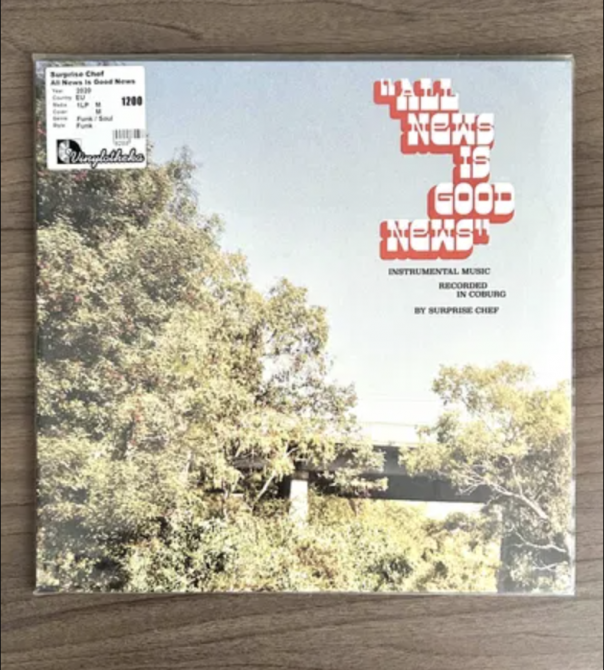 Surprise Chef
All News Is Good News
Year 2020
Country EU
Media 1LP M
Cover M
Genre Funk / Soul
Style Funk
1200
Vinylotheka
"ALL
NEWS
IS
GOOD
NEWS"
INSTRUMENTAL MUSIC
RECORDED
IN COBURG
BY SURPRISE CHEF